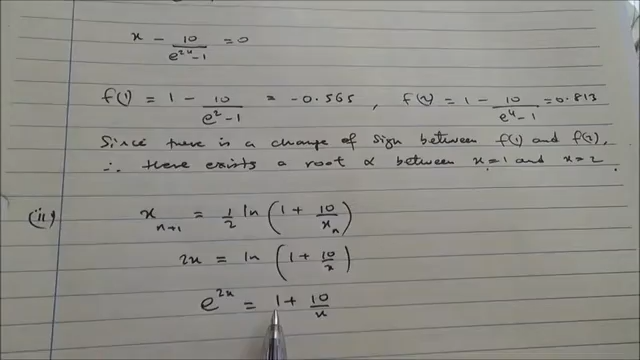 x - 10/(e^2x - 1) = 0
f(1) = 1 - 10/(e^2 - 1) = -0.565 , f(2) = 1 - 10/(e^4 - 1) = 0.813
Since there is a change of sign between f(1) and f(2),
∴ there exists a root α between x=1 and x=2.
(ii) x_n+1 = 1/2 ln (1 + 10/x_n)
2x = ln (1 + 10/x)
e^2x = 1 + 10/x